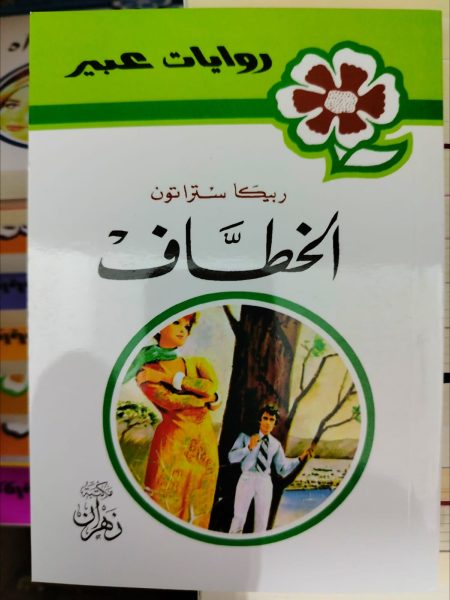 روايات عبير
ربيكا ستراتون
الخطَّاف
مكتبة
زهران